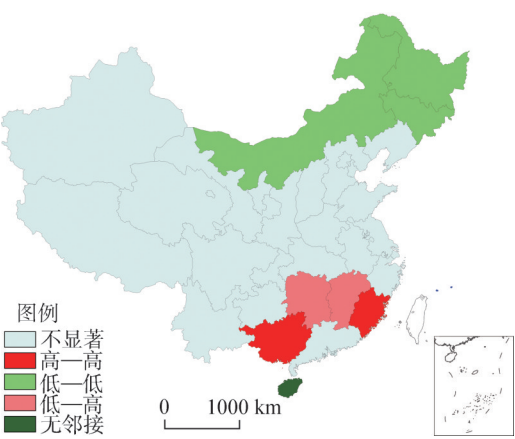 图例
不显著
高—高
低—低
低—高
无邻接
0 1000 km